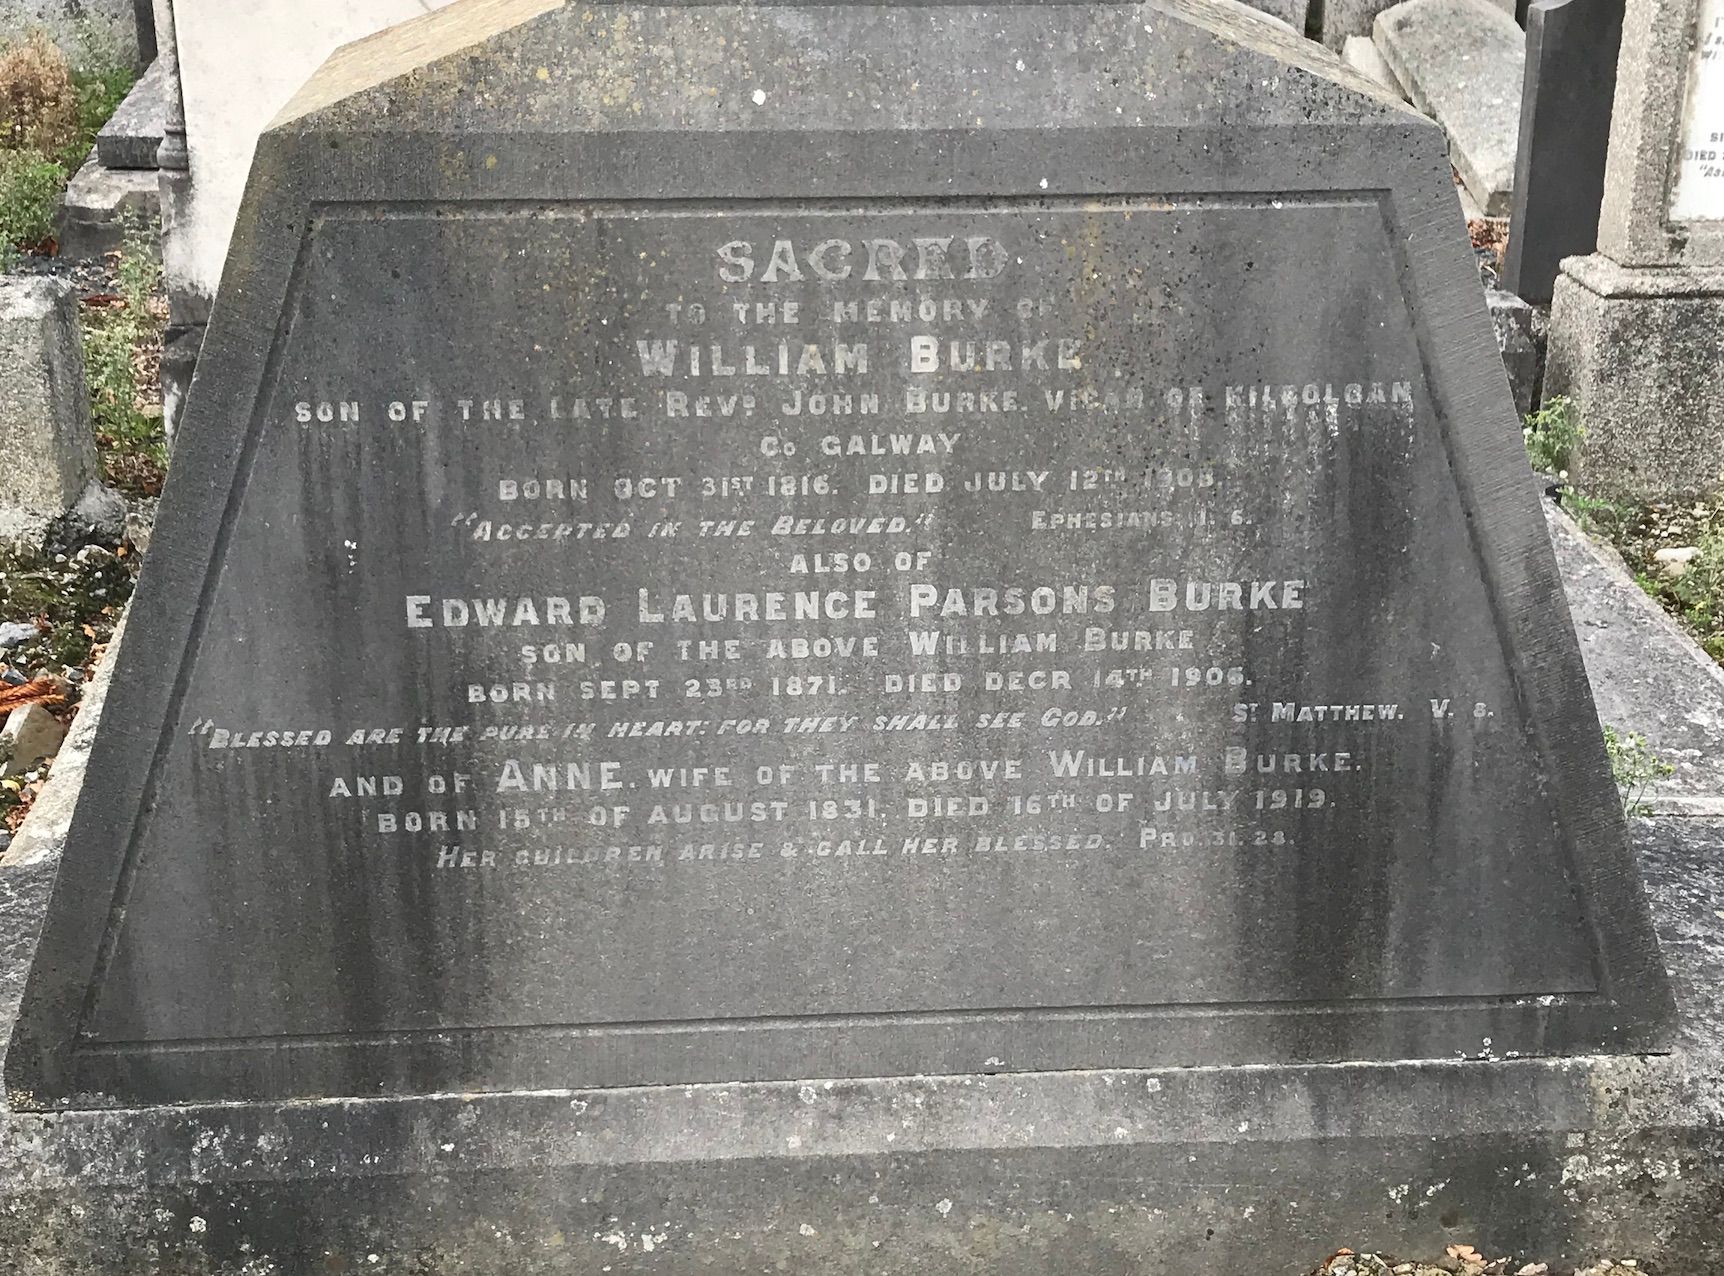 SACRED
TO THE MEMORY OF
WILLIAM BURKE
SON OF THE LATE REVD JOHN BURKE. VICAR OF KILCOLGAN
Co GALWAY
BORN OCT 31ST 1816. DIED JULY 12TH
"ACCEPTED IN THE BELOVED." EPHESIANS. I. 6.
ALSO OF
EDWARD LAURENCE PARSONS BURKE
SON OF THE ABOVE WILLIAM BURKE
BORN SEPT 23RD 1871. DIED DECR 14TH 1906.
"BLESSED ARE THE PURE IN HEART: FOR THEY SHALL SEE GOD." ST MATTHEW. V. 8.
AND OF ANNE. WIFE OF THE ABOVE WILLIAM BURKE.
BORN 15TH OF AUGUST 1831. DIED 16TH OF JULY 1919.
HER CHILDREN ARISE & CALL HER BLESSED. PRO. 31. 28.